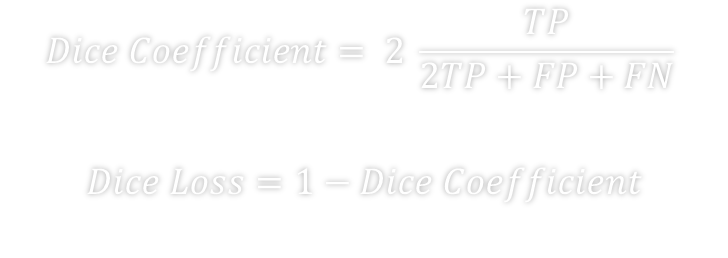 Dice Coefficient = 2 TP / (2TP + FP + FN)
Dice Loss = 1 − Dice Coefficient